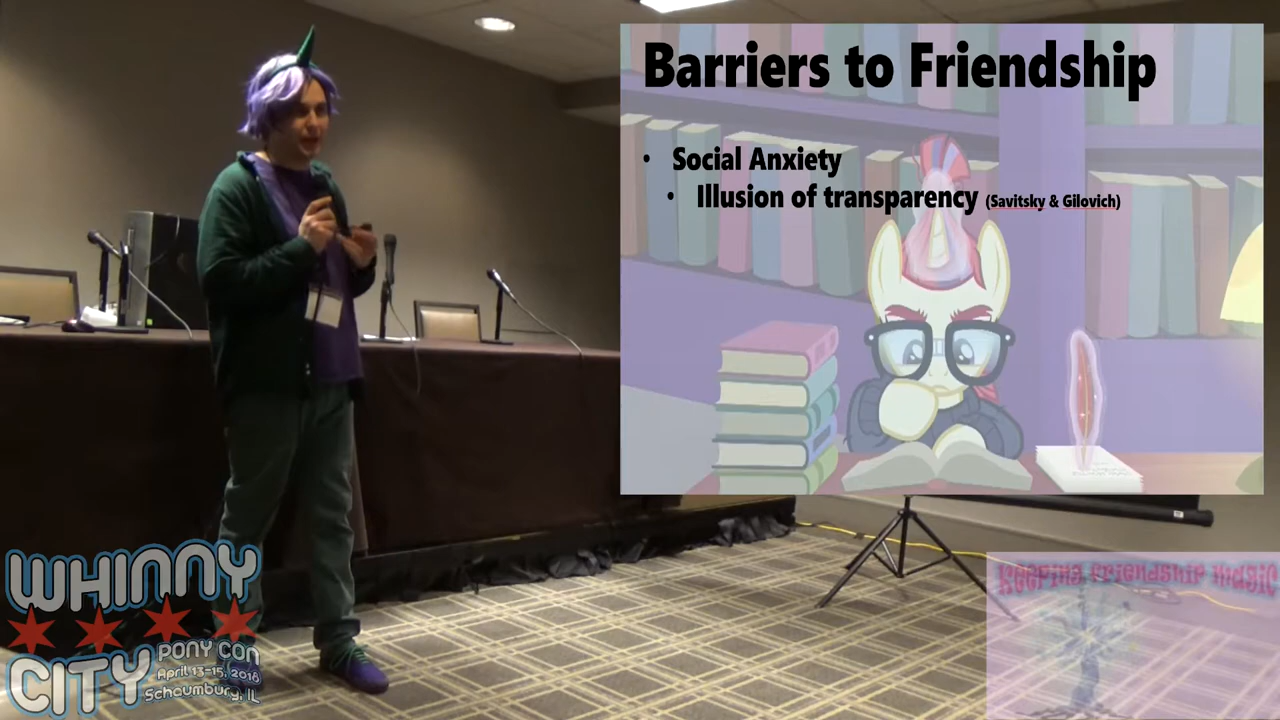 Barriers to Friendship
• Social Anxiety
• Illusion of transparency (Savitsky & Gilovich)
WHINNY
CITY
PONY CON
April 13-15, 2018
Schaumburg, IL
Keeping Friendship Magic